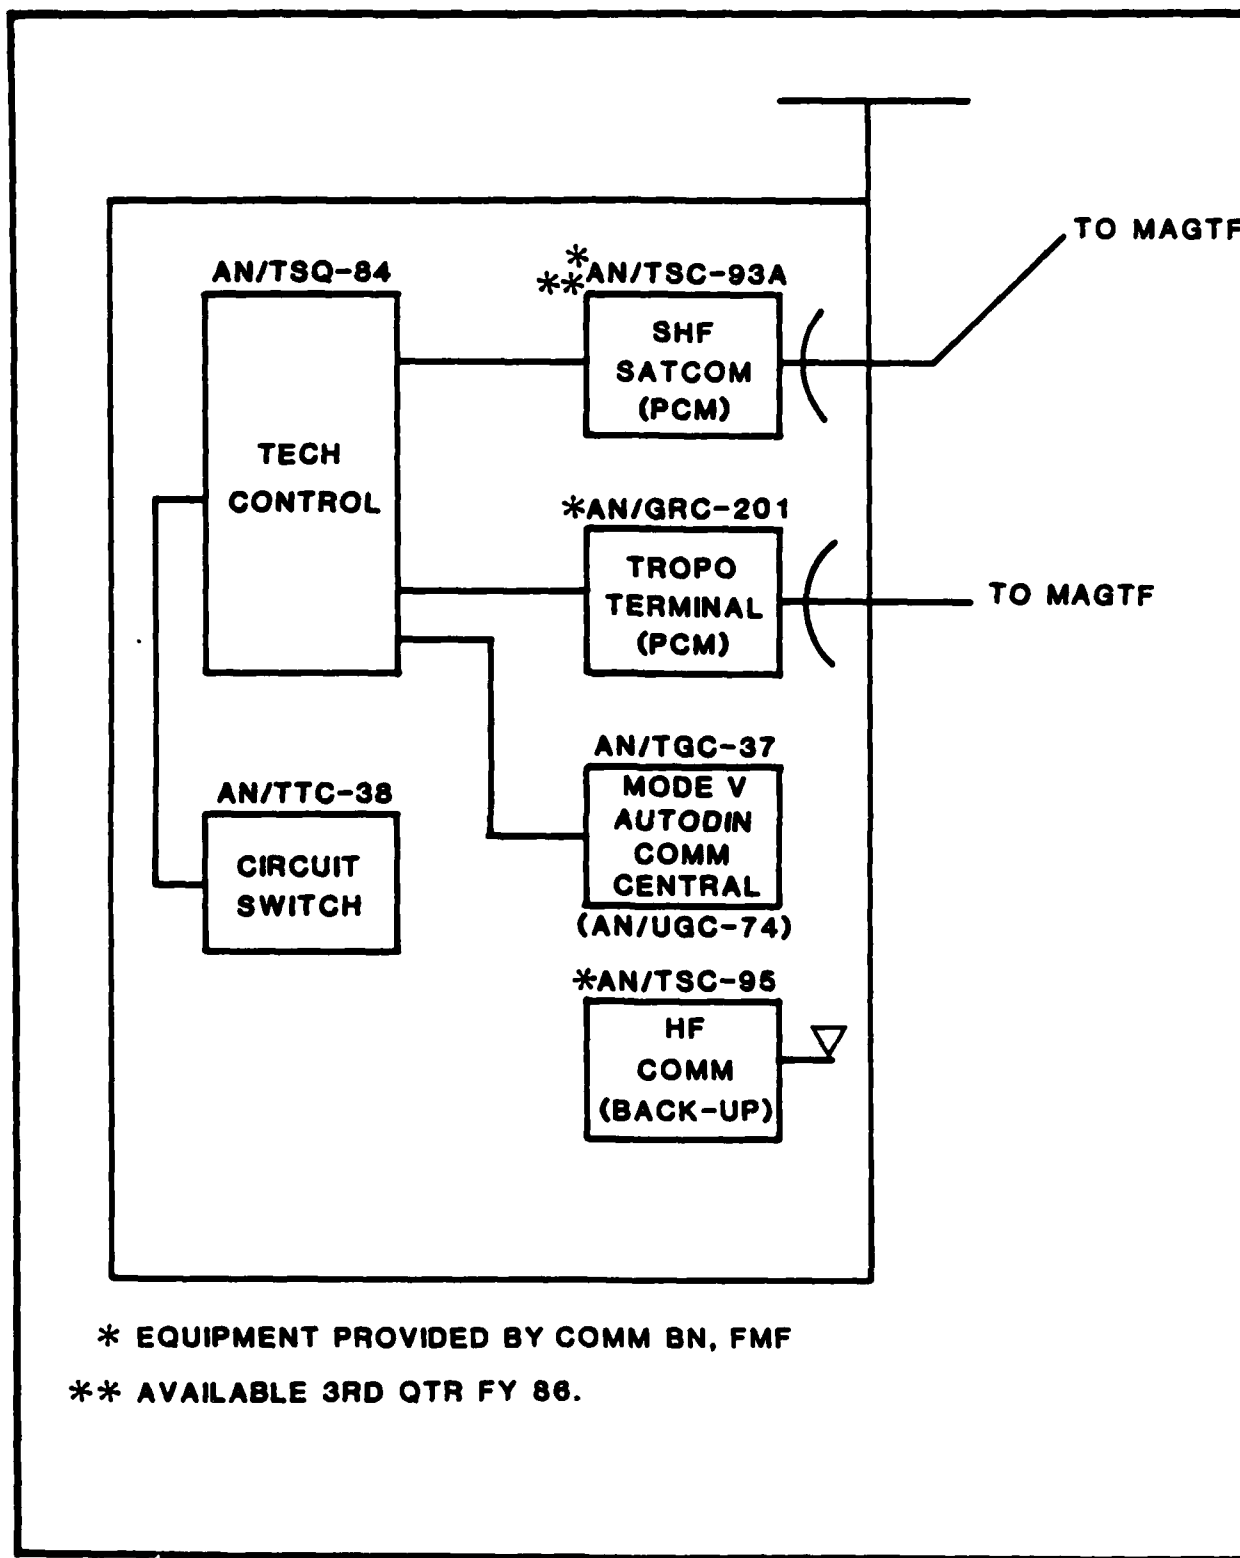 TO MAGTF
AN/TSQ-84
*
**AN/TSC-93A
SHF
SATCOM
(PCM)
TECH
CONTROL
*AN/GRC-201
TROPO
TERMINAL
(PCM)
TO MAGTF
AN/TGC-37
MODE V
AUTODIN
COMM
CENTRAL
(AN/UGC-74)
AN/TTC-38
CIRCUIT
SWITCH
*AN/TSC-95
HF
COMM
(BACK-UP)
* EQUIPMENT PROVIDED BY COMM BN, FMF
** AVAILABLE 3RD QTR FY 86.